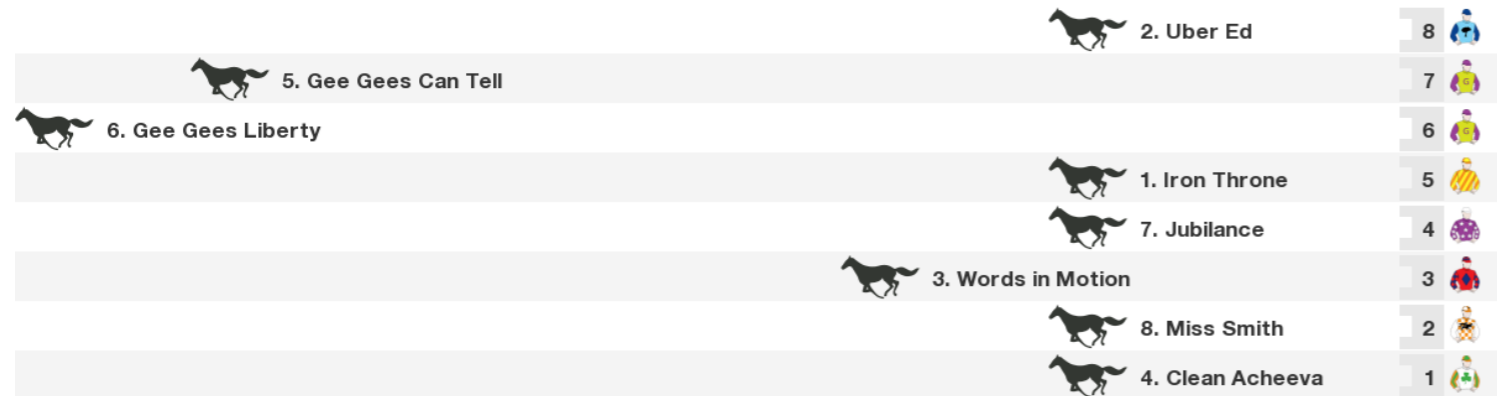 2. Uber Ed 8
5. Gee Gees Can Tell 7 G
6. Gee Gees Liberty 6 G
1. Iron Throne 5
7. Jubilance 4
3. Words in Motion 3
8. Miss Smith 2
4. Clean Acheeva 1